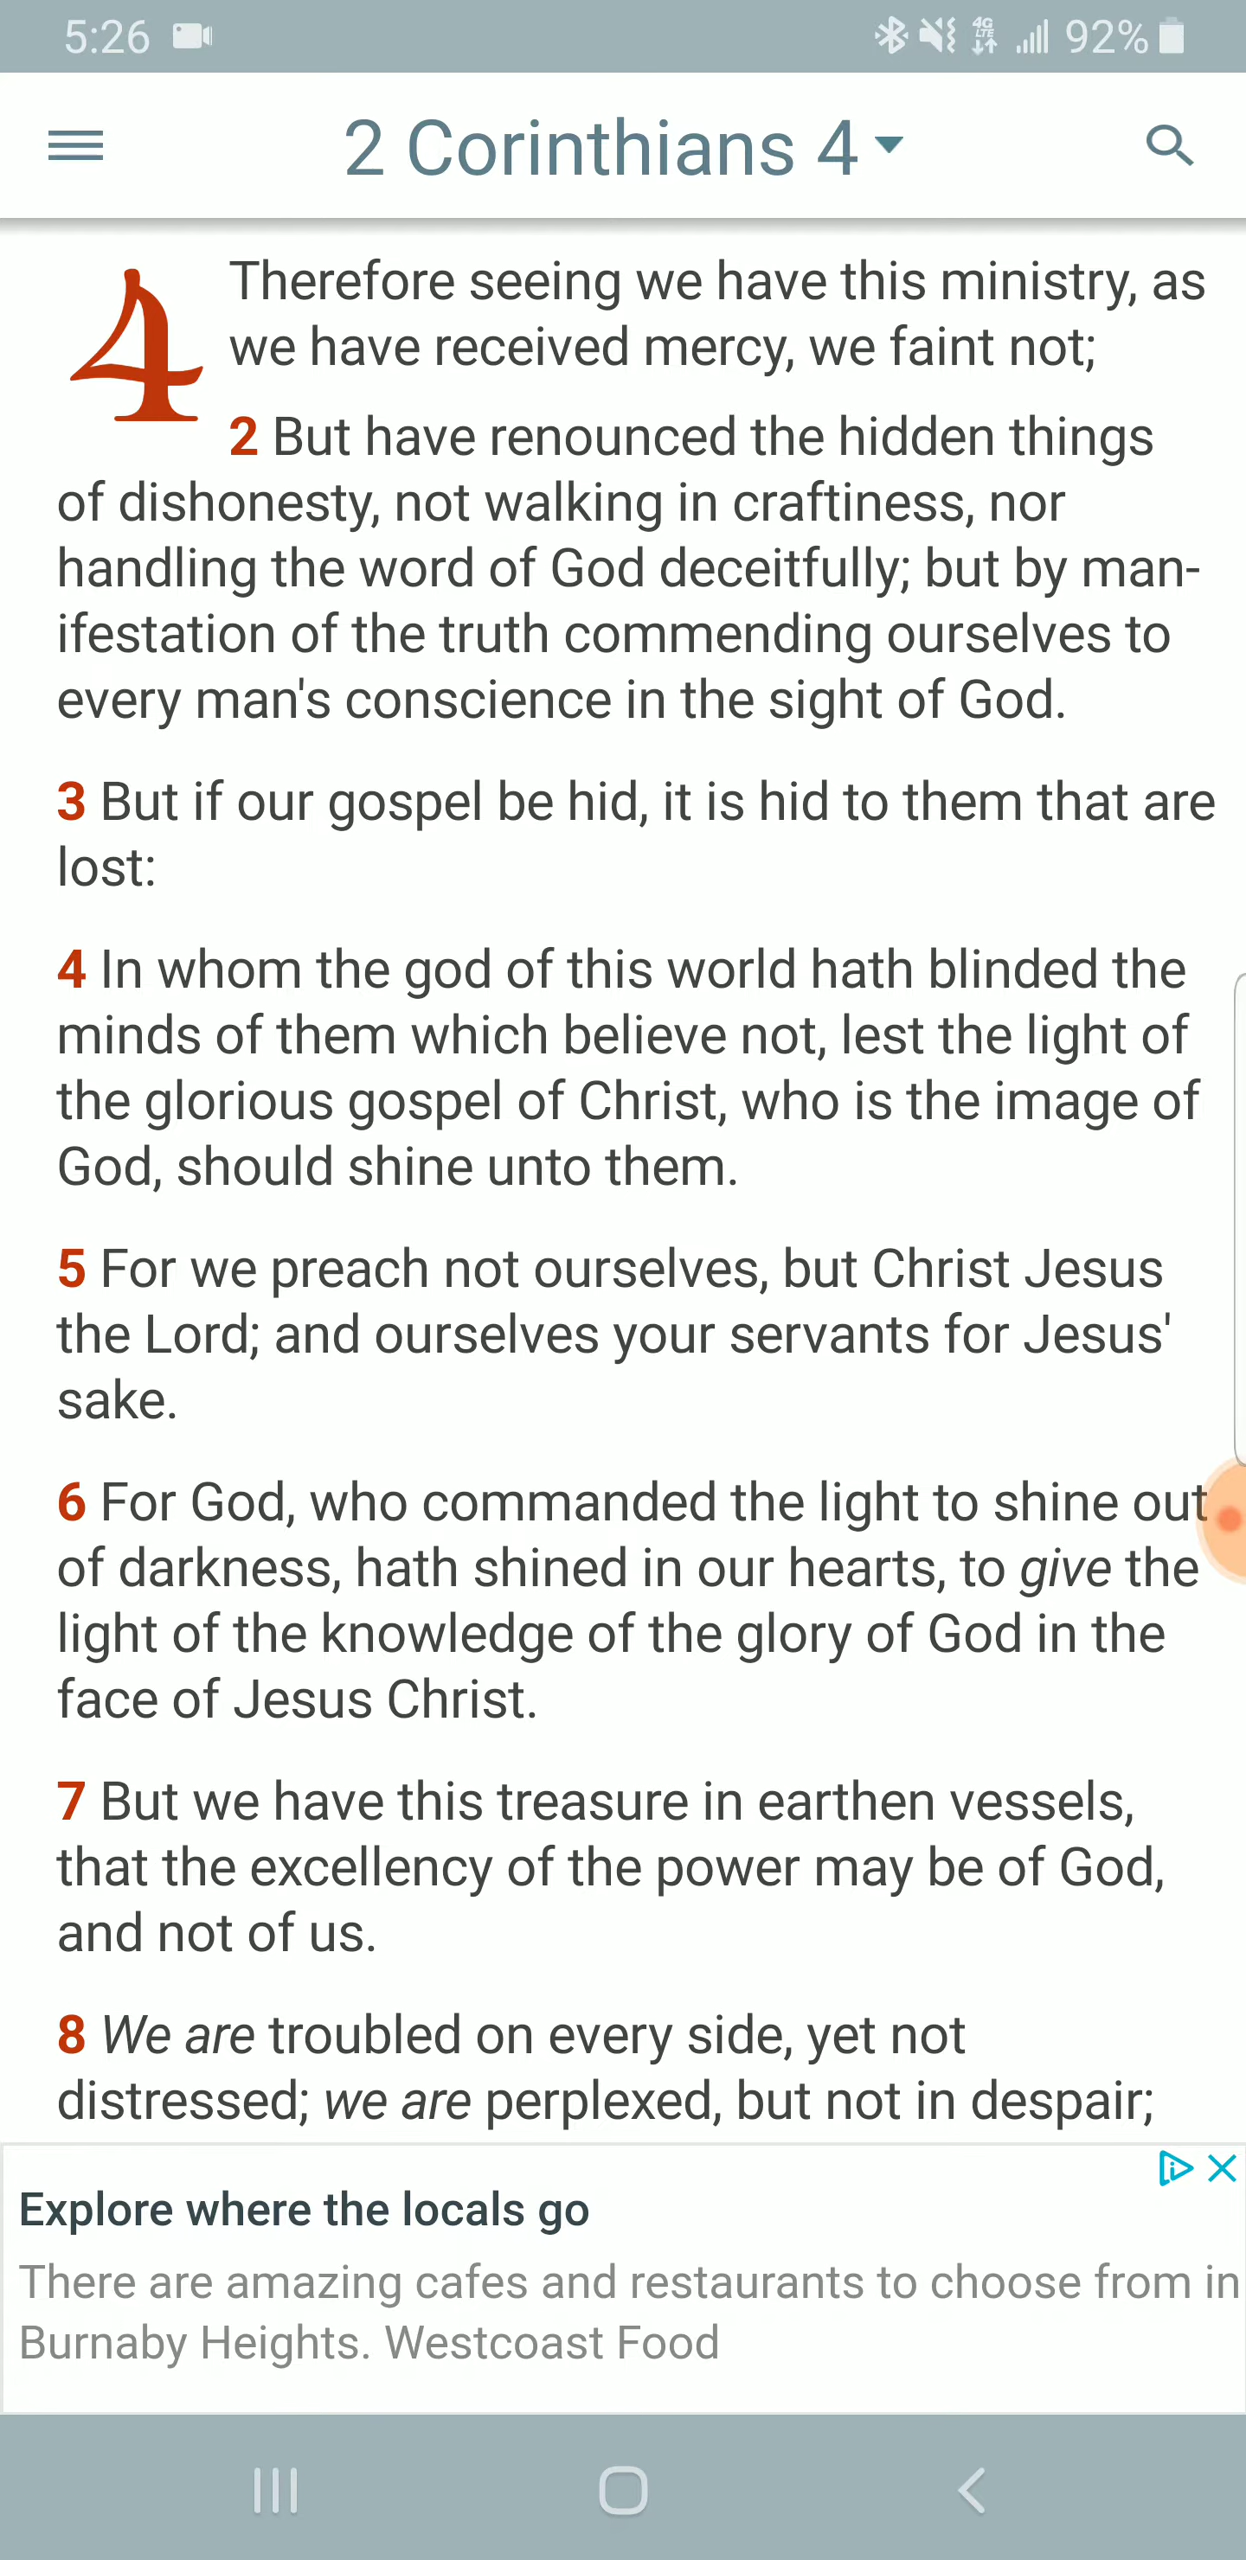 5:26
4G
LTE
92%
2 Corinthians 4
4 Therefore seeing we have this ministry, as
we have received mercy, we faint not;
2 But have renounced the hidden things
of dishonesty, not walking in craftiness, nor
handling the word of God deceitfully; but by man-
ifestation of the truth commending ourselves to
every man's conscience in the sight of God.
3 But if our gospel be hid, it is hid to them that are
lost:
4 In whom the god of this world hath blinded the
minds of them which believe not, lest the light of
the glorious gospel of Christ, who is the image of
God, should shine unto them.
5 For we preach not ourselves, but Christ Jesus
the Lord; and ourselves your servants for Jesus'
sake.
6 For God, who commanded the light to shine out
of darkness, hath shined in our hearts, to give the
light of the knowledge of the glory of God in the
face of Jesus Christ.
7 But we have this treasure in earthen vessels,
that the excellency of the power may be of God,
and not of us.
8 We are troubled on every side, yet not
distressed; we are perplexed, but not in despair;
Explore where the locals go
There are amazing cafes and restaurants to choose from in
Burnaby Heights. Westcoast Food